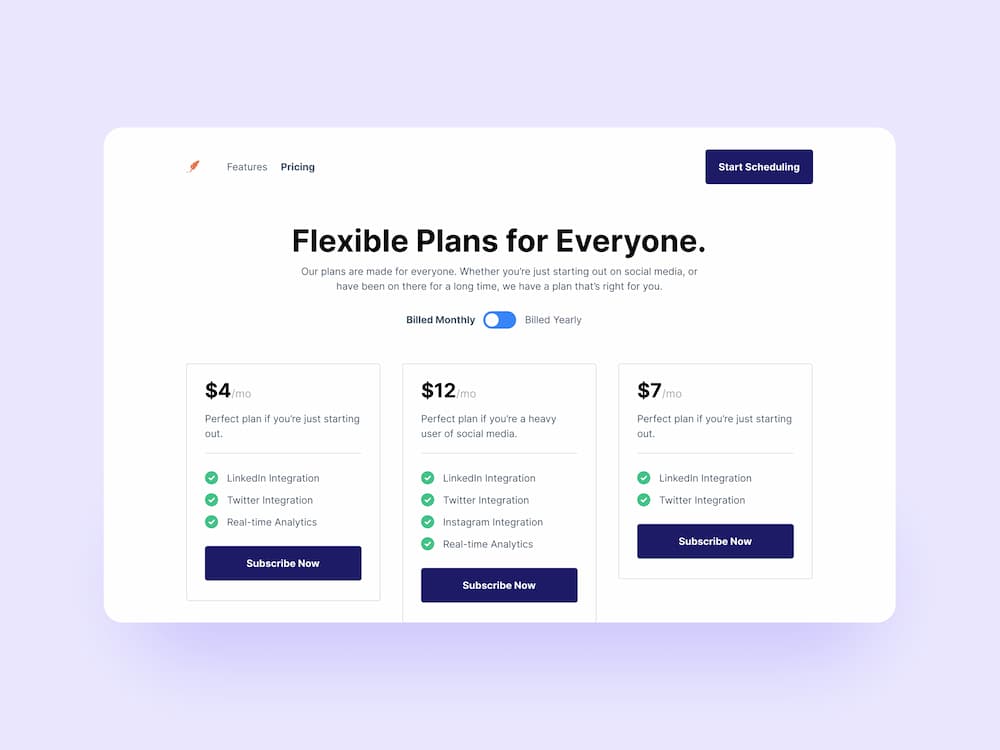 Features Pricing Start Scheduling
Flexible Plans for Everyone.
Our plans are made for everyone. Whether you're just starting out on social media, or
have been on there for a long time, we have a plan that's right for you.
Billed Monthly Billed Yearly
$4/mo
Perfect plan if you're just starting
out.
LinkedIn Integration
Twitter Integration
Real-time Analytics
Subscribe Now
$12/mo
Perfect plan if you're a heavy
user of social media.
LinkedIn Integration
Twitter Integration
Instagram Integration
Real-time Analytics
Subscribe Now
$7/mo
Perfect plan if you're just starting
out.
LinkedIn Integration
Twitter Integration
Subscribe Now